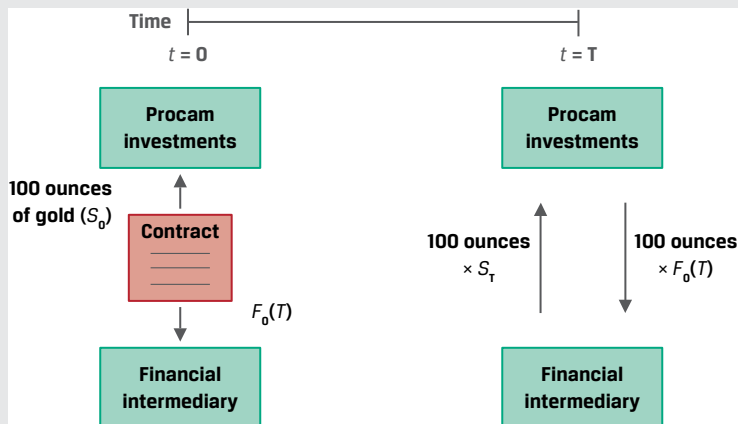 Time
t = 0
t = T
Procam
investments
Procam
investments
100 ounces
of gold (S₀)
Contract
F₀(T)
100 ounces
× S_T
100 ounces
× F₀(T)
Financial
intermediary
Financial
intermediary